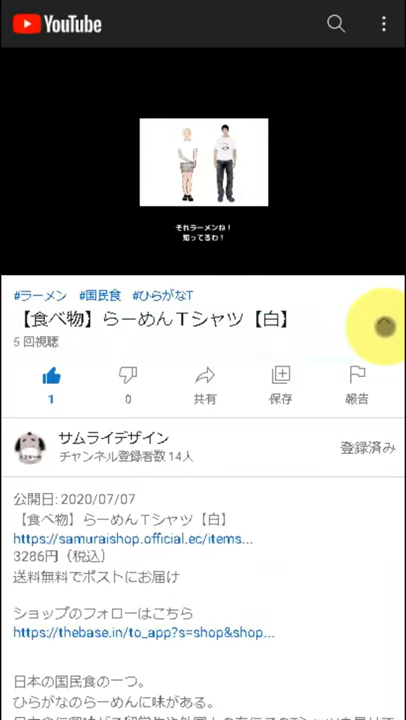 YouTube
それラーメンね！
知ってるわ！
#ラーメン #国民食 #ひらがなT
【食べ物】らーめんTシャツ【白】
5 回視聴
1
0
共有
保存
報告
サムライデザイン
チャンネル登録者数 14人
登録済み
公開日: 2020/07/07
【食べ物】らーめんTシャツ【白】
https://samuraishop.official.ec/items...
3286円（税込）
送料無料でポストにお届け
ショップのフォローはこちら
https://thebase.in/to_app?s=shop&shop...
日本の国民食の一つ。
ひらがなのらーめんに味がある。